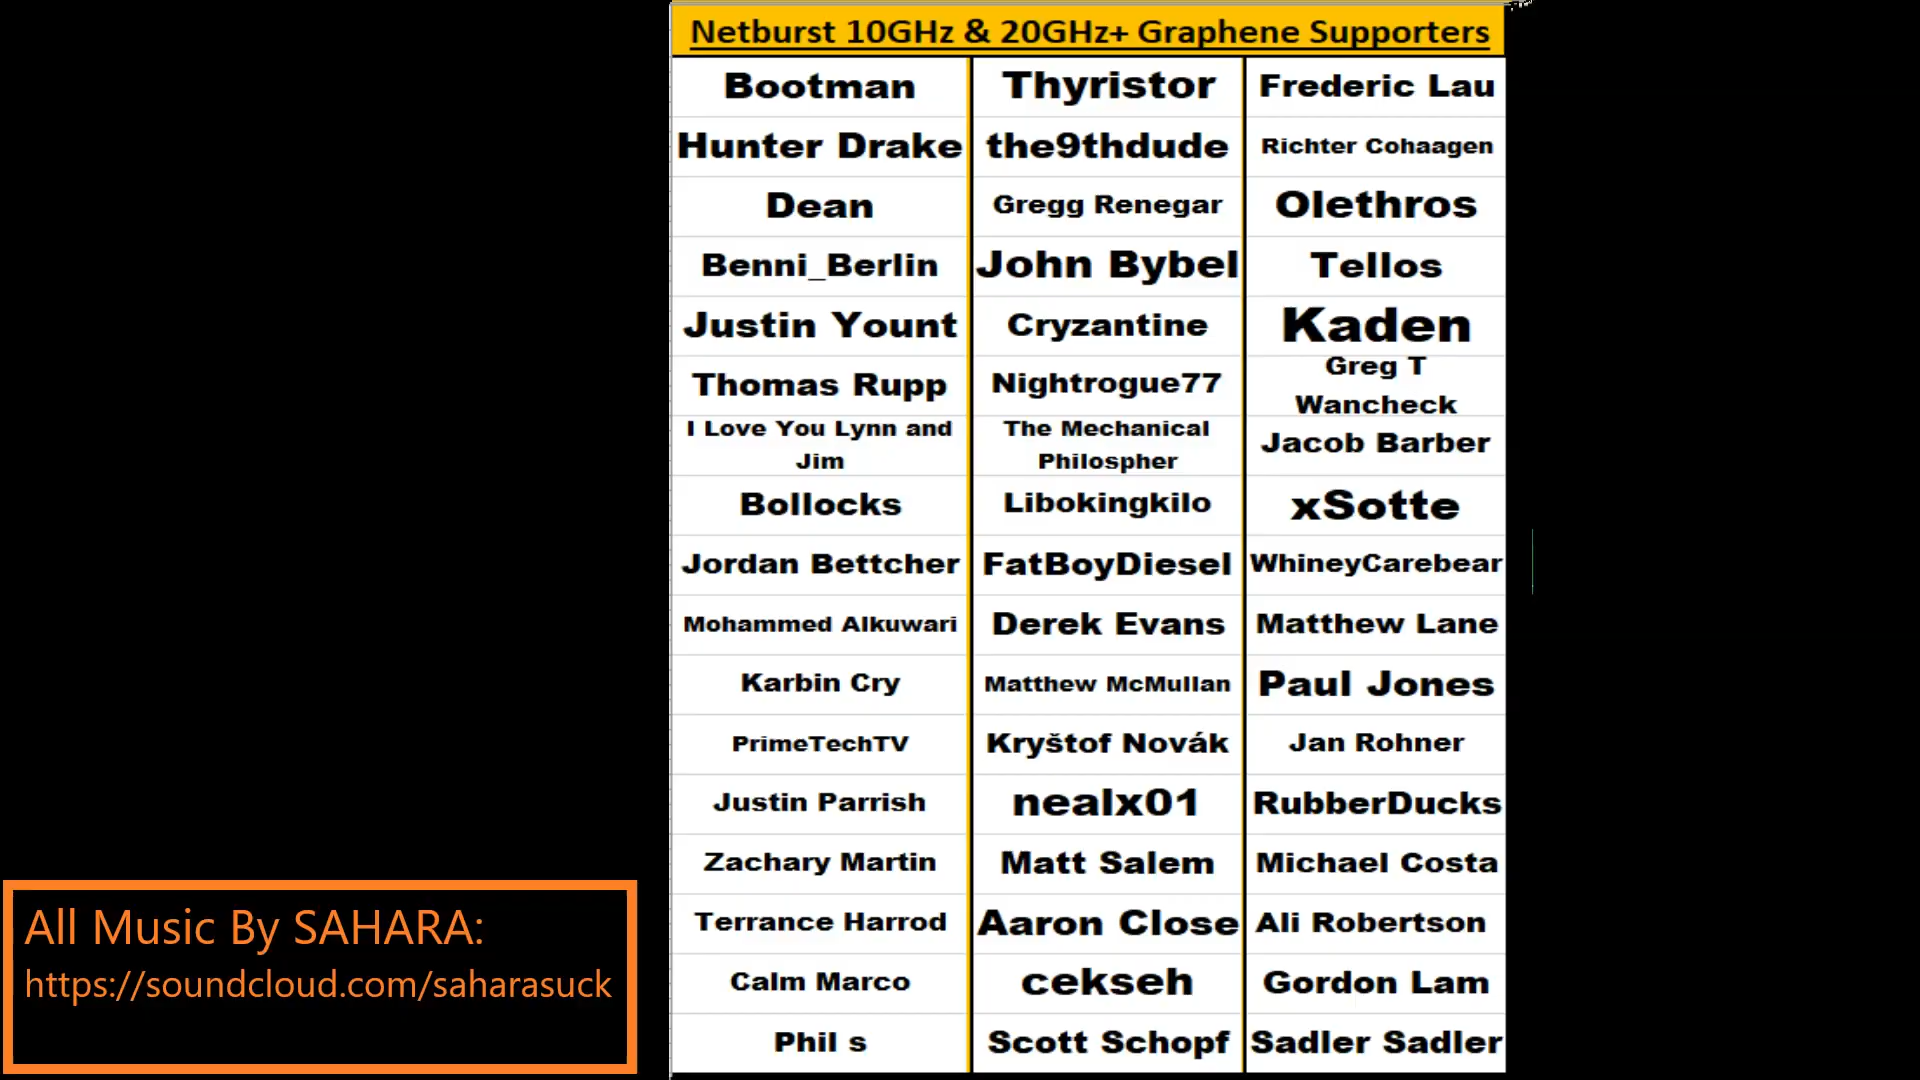 Netburst 10GHz & 20GHz+ Graphene Supporters
Bootman Thyristor Frederic Lau
Hunter Drake the9thdude Richter Cohaagen
Dean Gregg Renegar Olethros
Benni_Berlin John Bybel Tellos
Justin Yount Cryzantine Kaden
Thomas Rupp Nightrogue77 Greg T
Wancheck
I Love You Lynn and The Mechanical Jacob Barber
Jim Philospher
Bollocks Libokingkilo xSotte
Jordan Bettcher FatBoyDiesel WhineyCarebear
Mohammed Alkuwari Derek Evans Matthew Lane
Karbin Cry Matthew McMullan Paul Jones
PrimeTechTV Kryštof Novák Jan Rohner
Justin Parrish nealx01 RubberDucks
Zachary Martin Matt Salem Michael Costa
Terrance Harrod Aaron Close Ali Robertson
Calm Marco cekseh Gordon Lam
Phil s Scott Schopf Sadler Sadler
All Music By SAHARA:
https://soundcloud.com/saharasuck